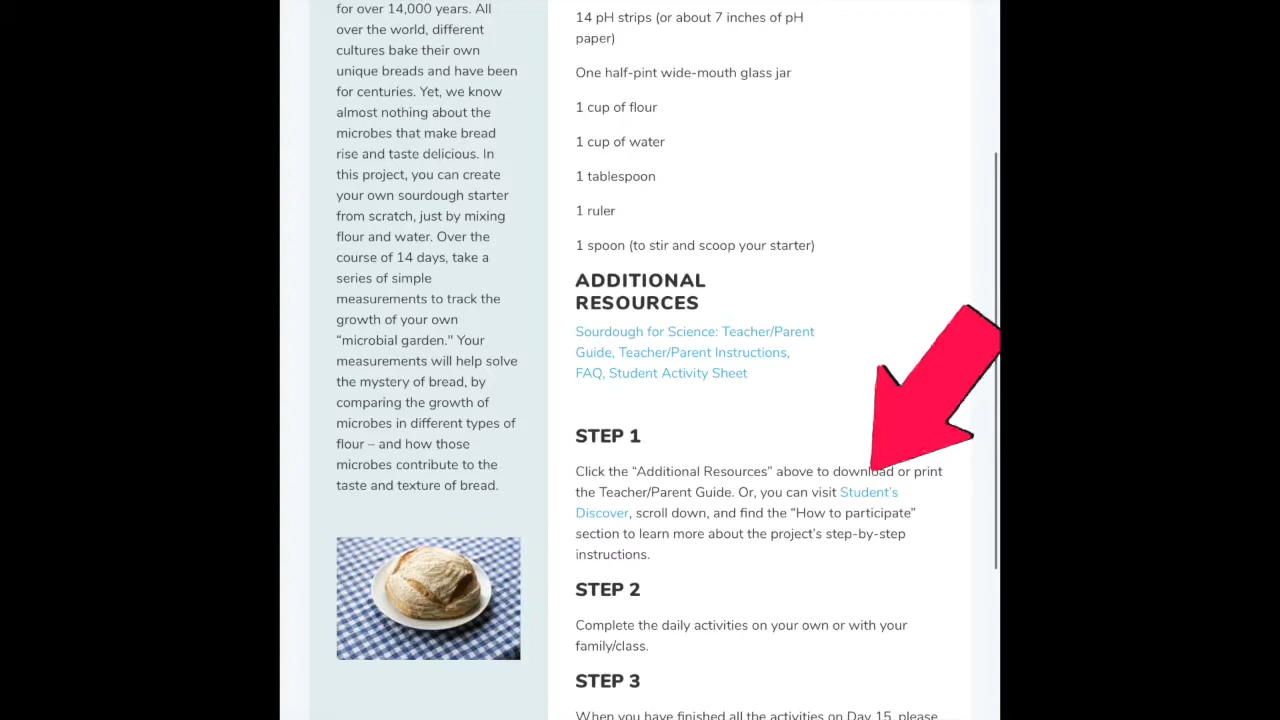 for over 14,000 years. All
over the world, different
cultures bake their own
unique breads and have been
for centuries. Yet, we know
almost nothing about the
microbes that make bread
rise and taste delicious. In
this project, you can create
your own sourdough starter
from scratch, just by mixing
flour and water. Over the
course of 14 days, take a
series of simple
measurements to track the
growth of your own
“microbial garden." Your
measurements will help solve
the mystery of bread, by
comparing the growth of
microbes in different types of
flour – and how those
microbes contribute to the
taste and texture of bread.
14 pH strips (or about 7 inches of pH
paper)
One half-pint wide-mouth glass jar
1 cup of flour
1 cup of water
1 tablespoon
1 ruler
1 spoon (to stir and scoop your starter)
ADDITIONAL
RESOURCES
Sourdough for Science: Teacher/Parent
Guide, Teacher/Parent Instructions,
FAQ, Student Activity Sheet
STEP 1
Click the “Additional Resources” above to download or print
the Teacher/Parent Guide. Or, you can visit Student’s
Discover, scroll down, and find the “How to participate”
section to learn more about the project’s step-by-step
instructions.
STEP 2
Complete the daily activities on your own or with your
family/class.
STEP 3
When you have finished all the activities on Day 15, please